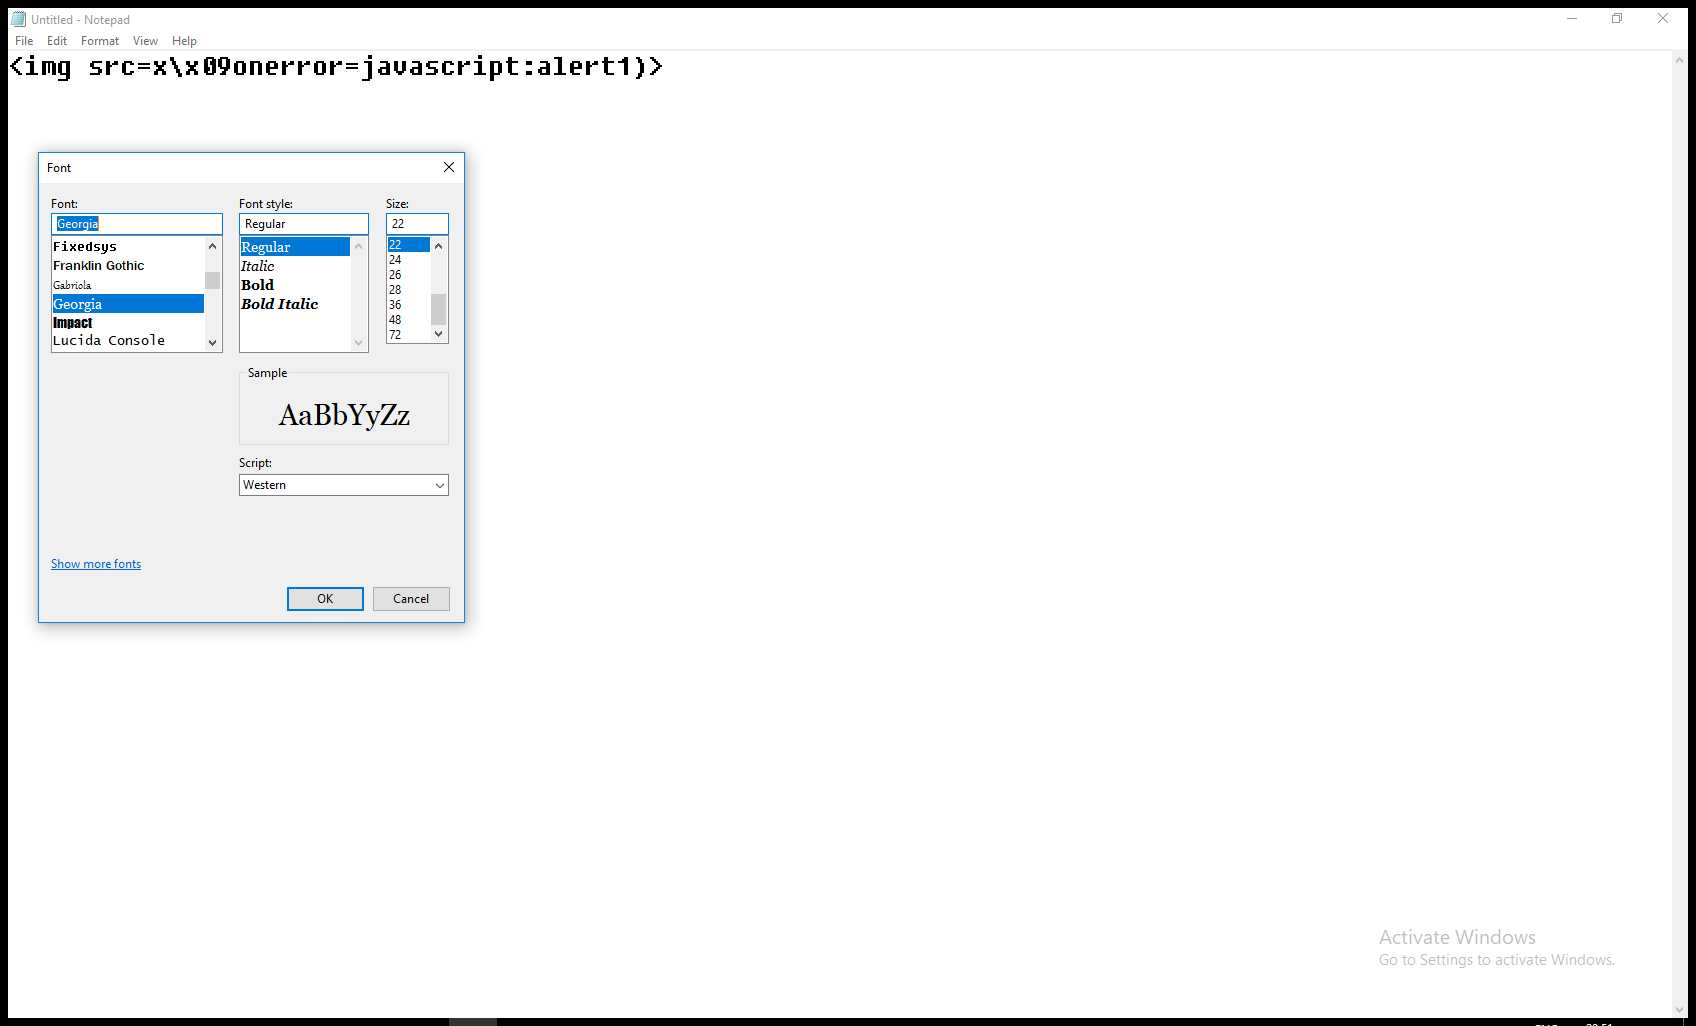 Untitled - Notepad
File Edit Format View Help
<img src=x\x09onerror=javascript:alert1)>
Font
Font: Font style: Size:
Georgia Regular 22
Fixedsys
Franklin Gothic
Gabriola
Georgia
Impact
Lucida Console
Regular
Italic
Bold
Bold Italic
22
24
26
28
36
48
72
Sample
AaBbYyZz
Script:
Western
Show more fonts
OK Cancel
Activate Windows
Go to Settings to activate Windows.